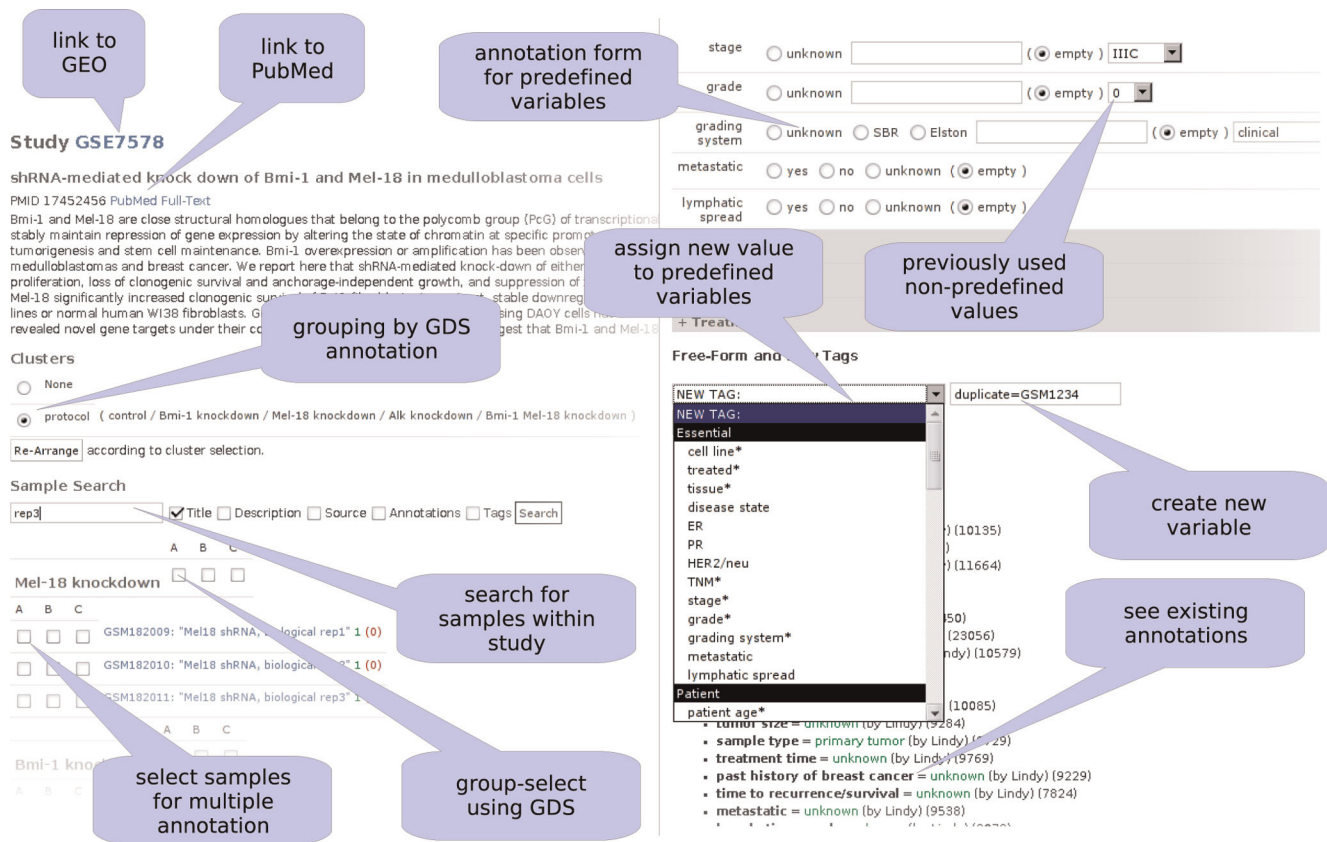 link to
GEO
link to
PubMed
Study GSE7578
shRNA-mediated knock down of Bmi-1 and Mel-18 in medulloblastoma cells
PMID 17452456 PubMed Full-Text
Bmi-1 and Mel-18 are close structural homologues that belong to the polycomb group (PcG) of transcriptional
stably maintain repression of gene expression by altering the state of chromatin at specific
tumorigenesis and stem cell maintenance. Bmi-1 overexpression or amplification has been
medulloblastomas and breast cancer. We report here that shRNA-mediated knock-down of either
proliferation, loss of clonogenic survival and anchorage-independent growth, and suppression of
Mel-18 significantly increased clonogenic stable
lines or normal human WI38 fibroblasts. using DAOY cells
revealed novel gene targets under their that Bmi-1 and Mel-18
grouping by GDS
annotation
Clusters
None
protocol ( control / Bmi-1 knockdown / Mel-18 knockdown / Alk knockdown / Bmi-1 Mel-18 knockdown )
Re-Arrange according to cluster selection.
Sample Search
rep3 Title Description Source Annotations Tags Search
A B C
Mel-18 knockdown
A B C
GSM182009: "Mel18 shRNA, biological rep1" 1 (0)
GSM182010: "Mel18 shRNA, biological 1 (0)
GSM182011: "Mel18 shRNA, biological rep3" 1
A B C
Bmi-1
A B C
search for
samples within
study
select samples
for multiple
annotation
group-select
using GDS
annotation form
for predefined
variables
stage unknown ( empty ) IIIC
grade unknown ( empty ) 0
grading
system unknown SBR Elston ( empty ) clinical
metastatic yes no unknown ( empty )
lymphatic
spread yes no unknown ( empty )
assign new value
to predefined
variables
previously used
non-predefined
values
+
Free-Form and Tags
NEW TAG: duplicate=GSM1234
NEW TAG:
Essential
cell line*
treated*
tissue*
disease state
ER
PR
HER2/neu
TNM*
stage*
grade*
grading system*
metastatic
lymphatic spread
Patient
patient age*
create new
variable
(10135)
(11664)
see existing
annotations
(23056)
(10579)
(10085)
tumor size = unknown (by Lindy) (9284)
sample type = primary tumor (by Lindy)
treatment time = unknown (by Lindy) (9769)
past history of breast cancer = unknown (by Lindy) (9229)
time to recurrence/survival = unknown (by Lindy) (7824)
metastatic = unknown (by Lindy) (9538)